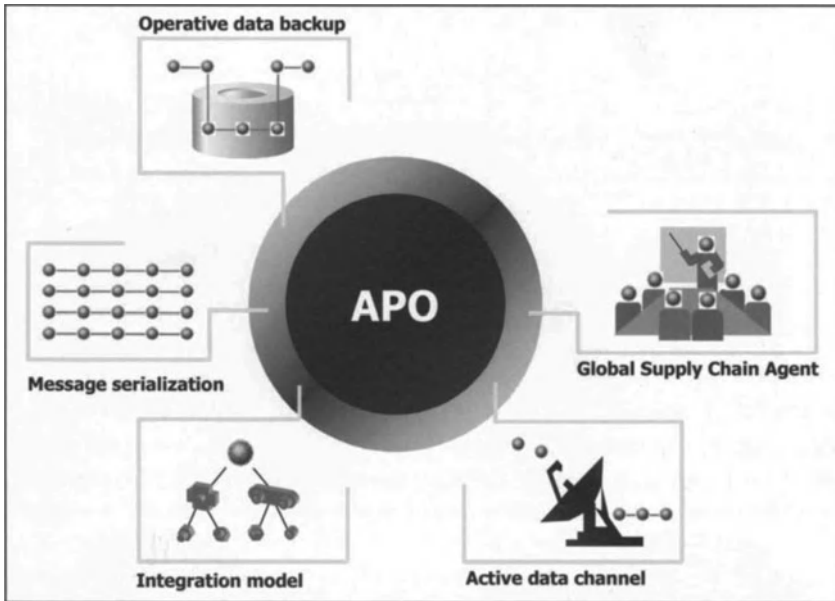 Operative data backup
APO
Message serialization
Global Supply Chain Agent
Integration model
Active data channel